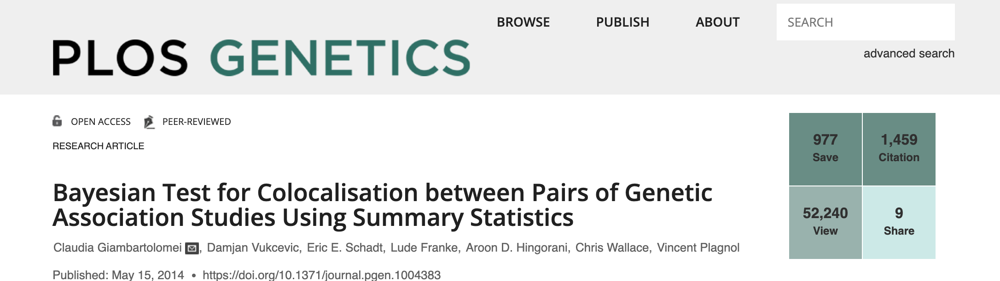 BROWSE PUBLISH ABOUT SEARCH
advanced search
PLOS GENETICS
OPEN ACCESS PEER-REVIEWED
RESEARCH ARTICLE
977 1,459
Save Citation
52,240 9
View Share
Bayesian Test for Colocalisation between Pairs of Genetic
Association Studies Using Summary Statistics
Claudia Giambartolomei , Damjan Vukcevic, Eric E. Schadt, Lude Franke, Aroon D. Hingorani, Chris Wallace, Vincent Plagnol
Published: May 15, 2014 • https://doi.org/10.1371/journal.pgen.1004383